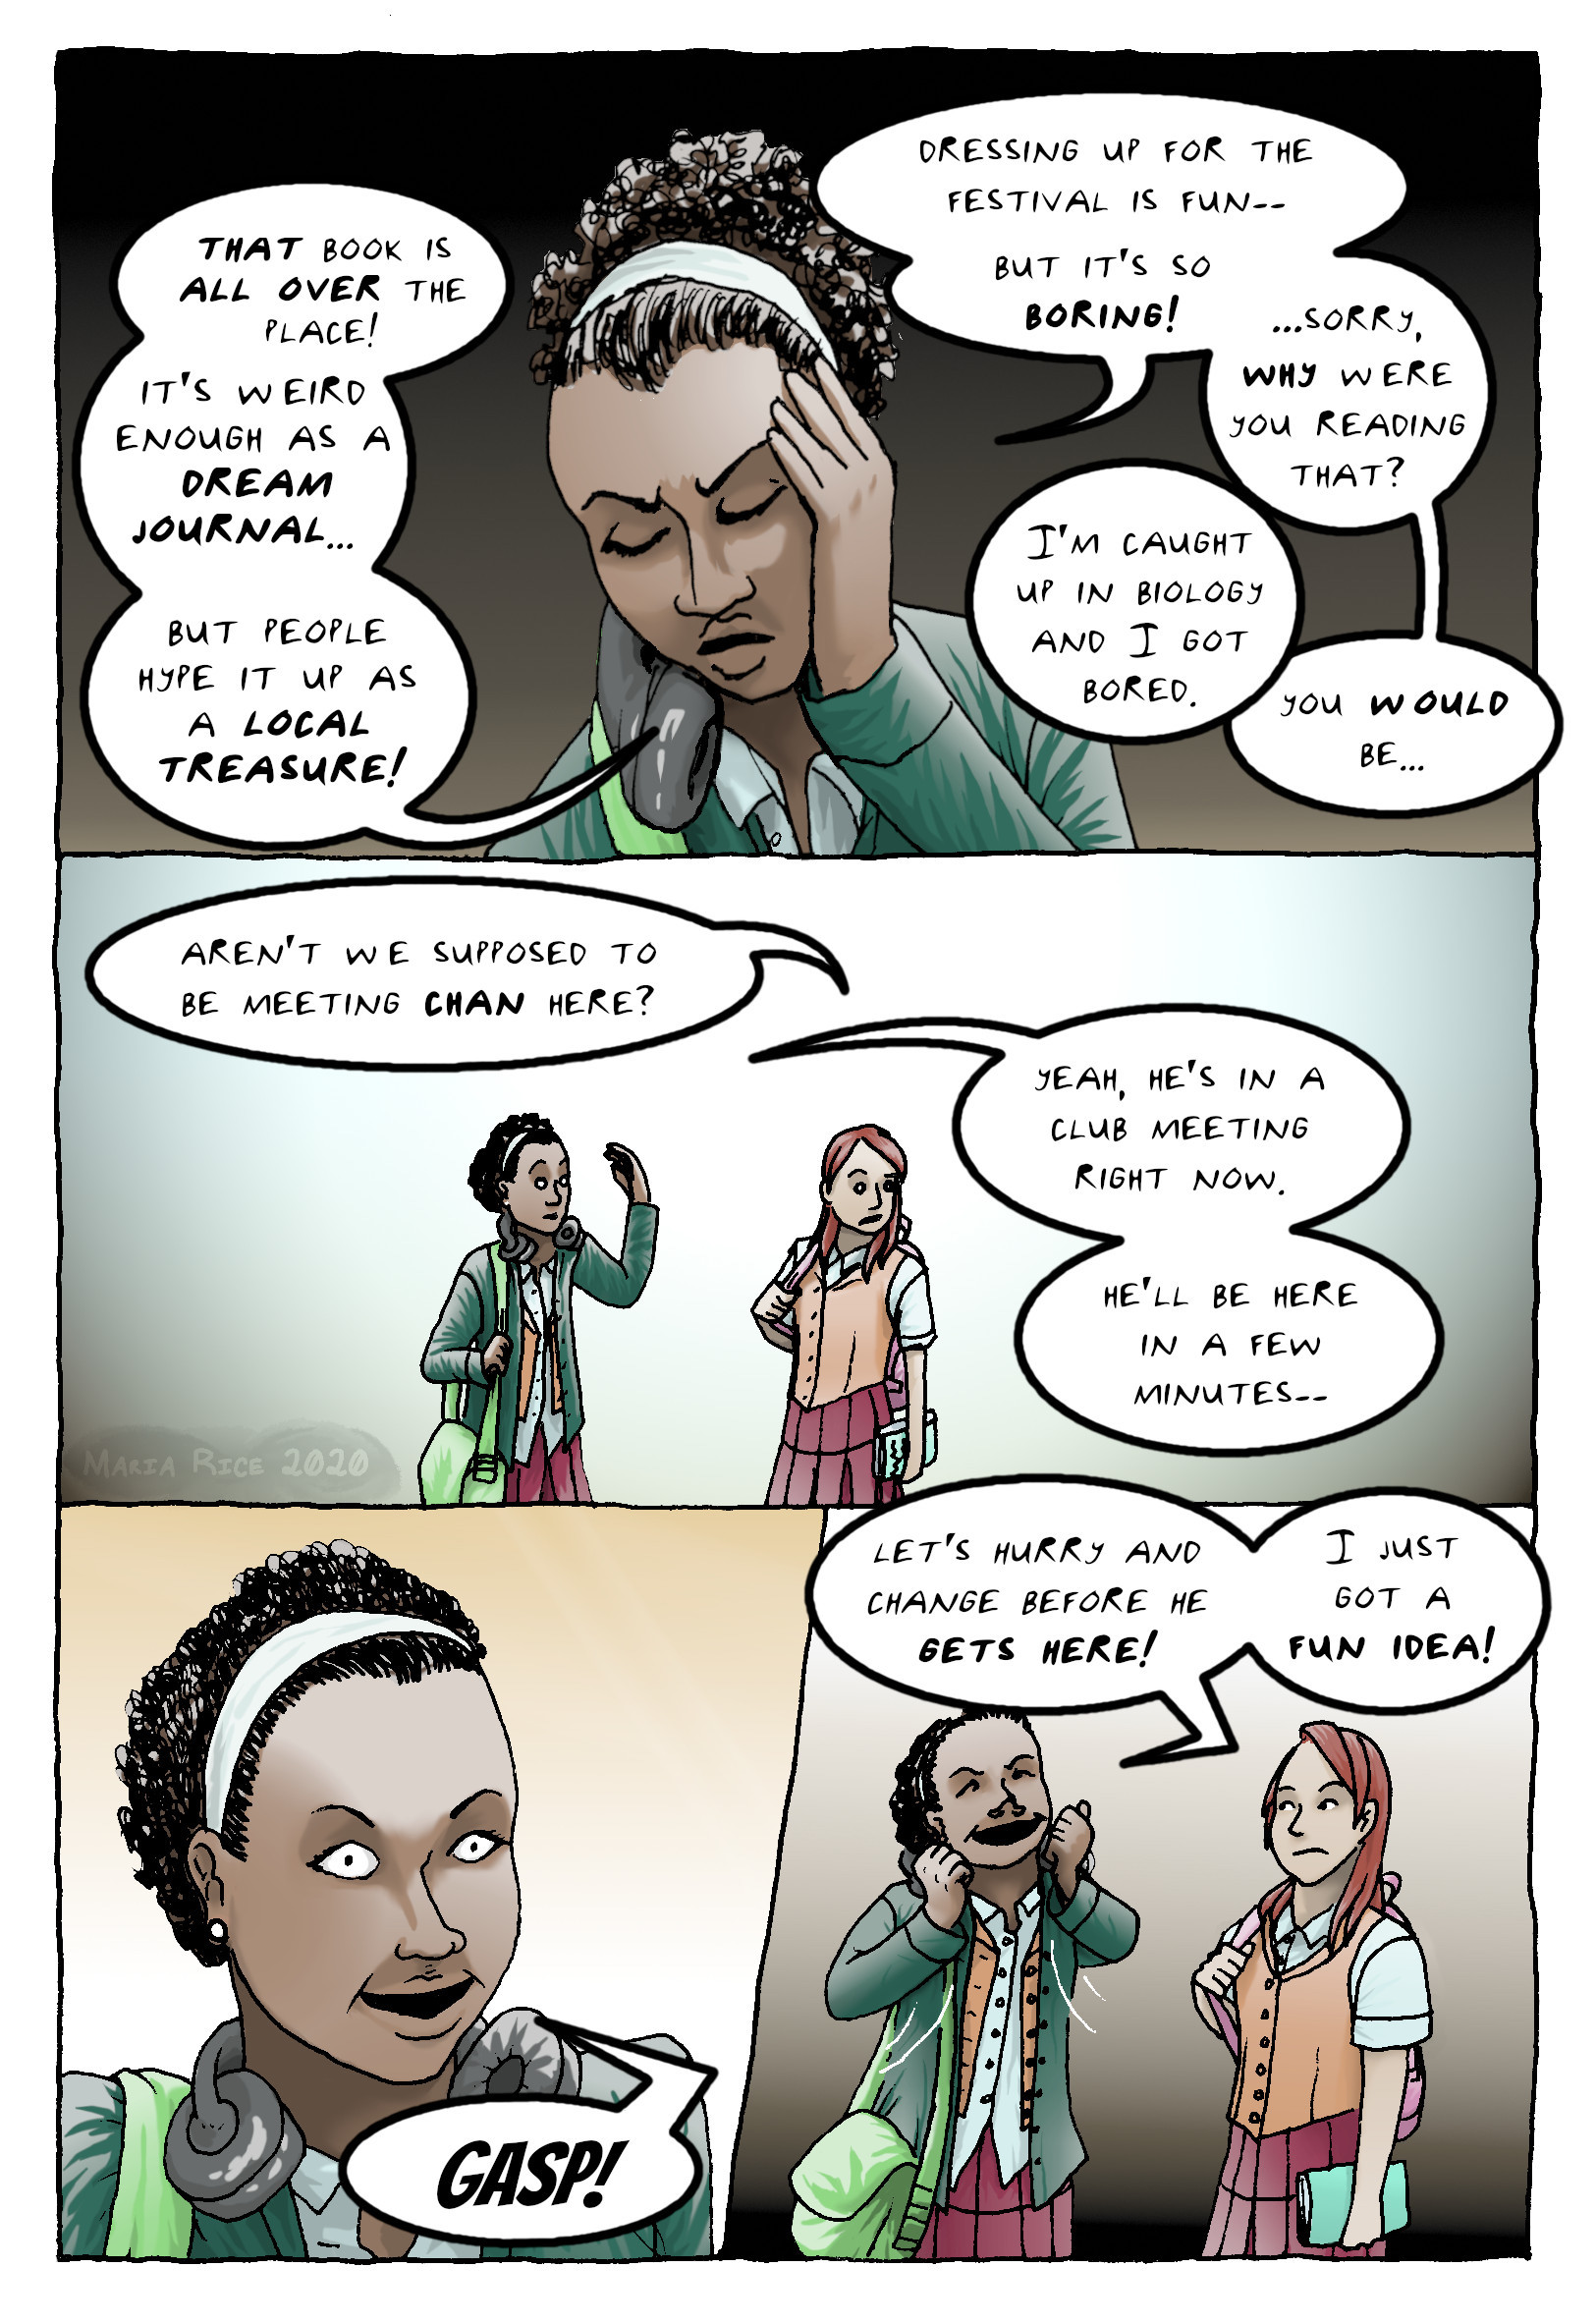 THAT BOOK IS
ALL OVER THE
PLACE!
IT'S WEIRD
ENOUGH AS A
DREAM
JOURNAL...
BUT PEOPLE
HYPE IT UP AS
A LOCAL
TREASURE!
DRESSING UP FOR THE
FESTIVAL IS FUN--
BUT IT'S SO
BORING!
...SORRY,
WHY WERE
YOU READING
THAT?
I'M CAUGHT
UP IN BIOLOGY
AND I GOT
BORED.
YOU WOULD
BE...
AREN'T WE SUPPOSED TO
BE MEETING CHAN HERE?
YEAH, HE'S IN A
CLUB MEETING
RIGHT NOW.
HE'LL BE HERE
IN A FEW
MINUTES--
MARIA RICE 2020
GASP!
LET'S HURRY AND
CHANGE BEFORE HE
GETS HERE!
I JUST
GOT A
FUN IDEA!